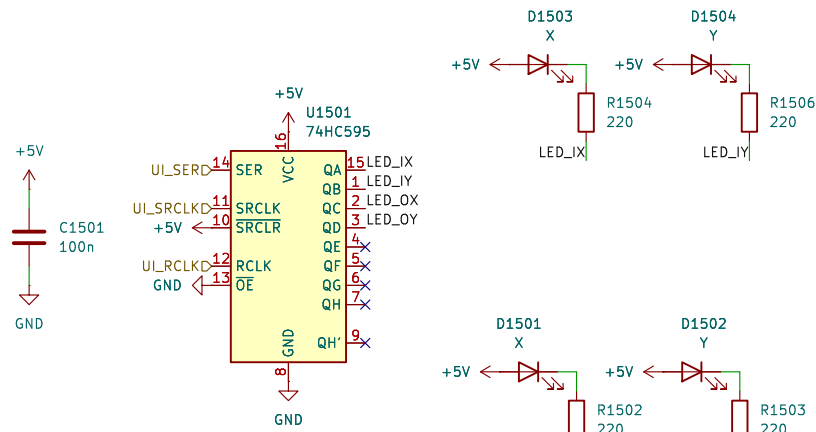 D1503
X
+5V
R1504
220
LED_IX
D1504
Y
+5V
R1506
220
LED_IY
+5V
C1501
100n
GND
+5V
U1501
74HC595
16
VCC
UI_SER
14
SER
UI_SRCLK
11
SRCLK
+5V
10
SRCLR
UI_RCLK
12
RCLK
GND
13
OE
QA
15
LED_IX
QB
1
LED_IY
QC
2
LED_OX
QD
3
LED_OY
QE
4
QF
5
QG
6
QH
7
QH'
9
GND
8
GND
D1501
X
+5V
R1502
220
D1502
Y
+5V
R1503
220